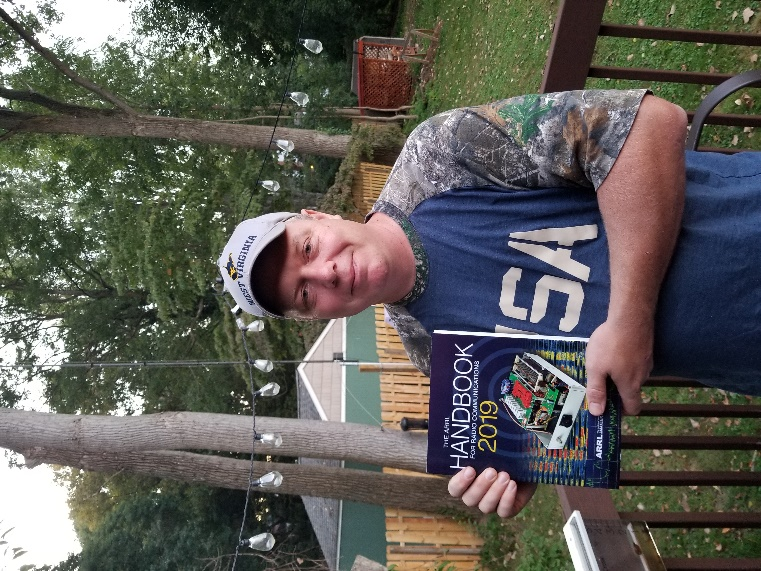 WEST VIRGINIA
USA
THE ARRL
HANDBOOK
FOR RADIO COMMUNICATIONS
2019
ARRL